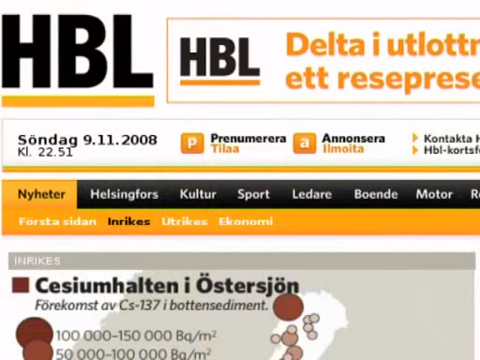 HBL
HBL
Delta i utlottn
ett resepres
Söndag 9.11.2008
Kl. 22.51
p Prenumerera
Tilaa
a Annonsera
Ilmoita
Kontakta H
Hbl-kortsf
Nyheter Helsingfors Kultur Sport Ledare Boende Motor R
Första sidan Inrikes Utrikes Ekonomi
INRIKES
Cesiumhalten i Östersjön
Förekomst av Cs-137 i bottensediment.
100 000–150 000 Bq/m²
50 000–100 000 Bq/m²